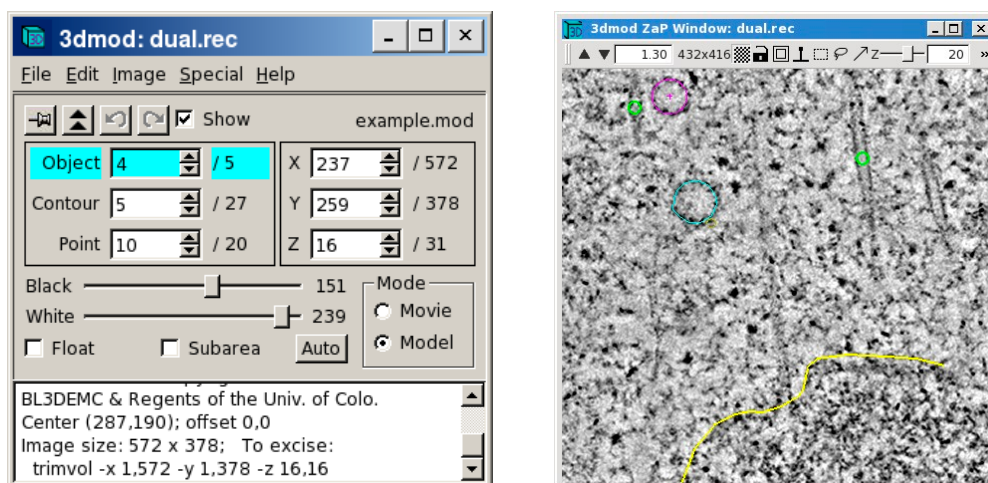 3dmod: dual.rec
File Edit Image Special Help
Show example.mod
Object 4 / 5 X 237 / 572
Contour 5 / 27 Y 259 / 378
Point 10 / 20 Z 16 / 31
Black 151 Mode
White 239 Movie
Float Subarea Auto Model
BL3DEMC & Regents of the Univ. of Colo.
Center (287,190); offset 0,0
Image size: 572 x 378; To excise:
trimvol -x 1,572 -y 1,378 -z 16,16
3dmod ZaP Window: dual.rec
1.30 432x416 Z 20 »